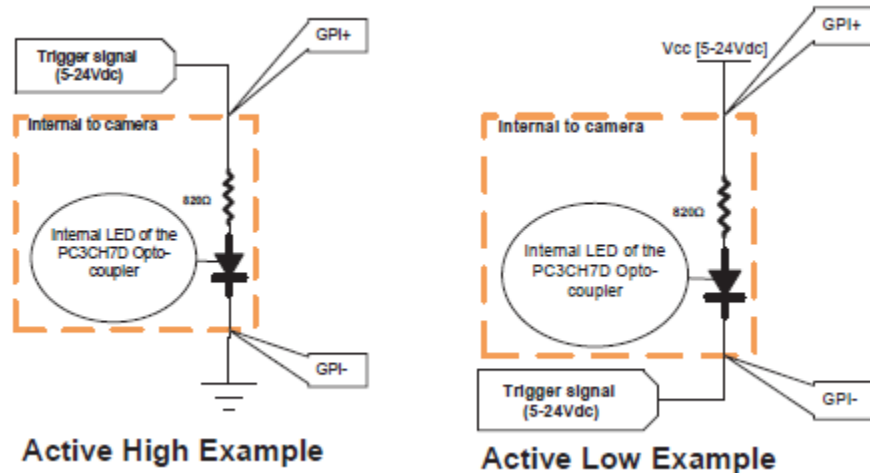 GPI+
Trigger signal
(5-24Vdc)
Internal to camera
820Ω
Internal LED of the
PC3CH7D Opto-
coupler
GPI-
Active High Example
GPI+
Vcc [5-24Vdc]
Internal to camera
820Ω
Internal LED of the
PC3CH7D Opto-
coupler
Trigger signal
(5-24Vdc)
GPI-
Active Low Example